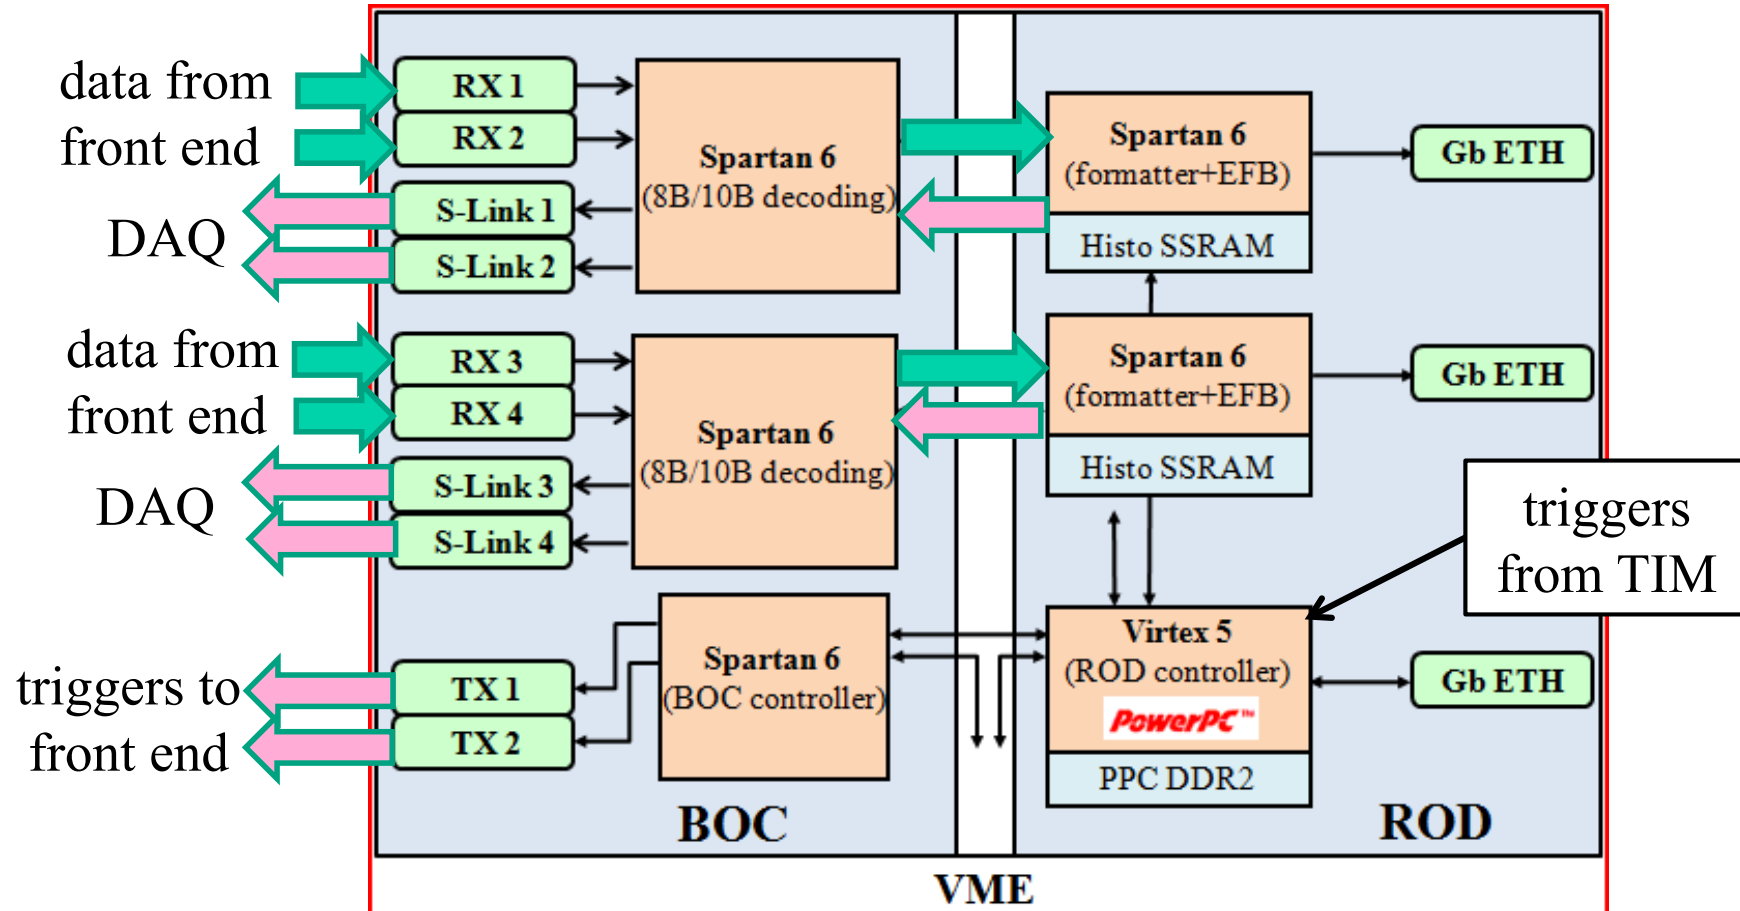 data from
front end
DAQ
data from
front end
DAQ
triggers to
front end
RX 1
RX 2
S-Link 1
S-Link 2
RX 3
RX 4
S-Link 3
S-Link 4
TX 1
TX 2
Spartan 6
(8B/10B decoding)
Spartan 6
(8B/10B decoding)
Spartan 6
(BOC controller)
BOC
Spartan 6
(formatter+EFB)
Histo SSRAM
Spartan 6
(formatter+EFB)
Histo SSRAM
Virtex 5
(ROD controller)
PowerPC™
PPC DDR2
Gb ETH
Gb ETH
Gb ETH
triggers
from TIM
ROD
VME